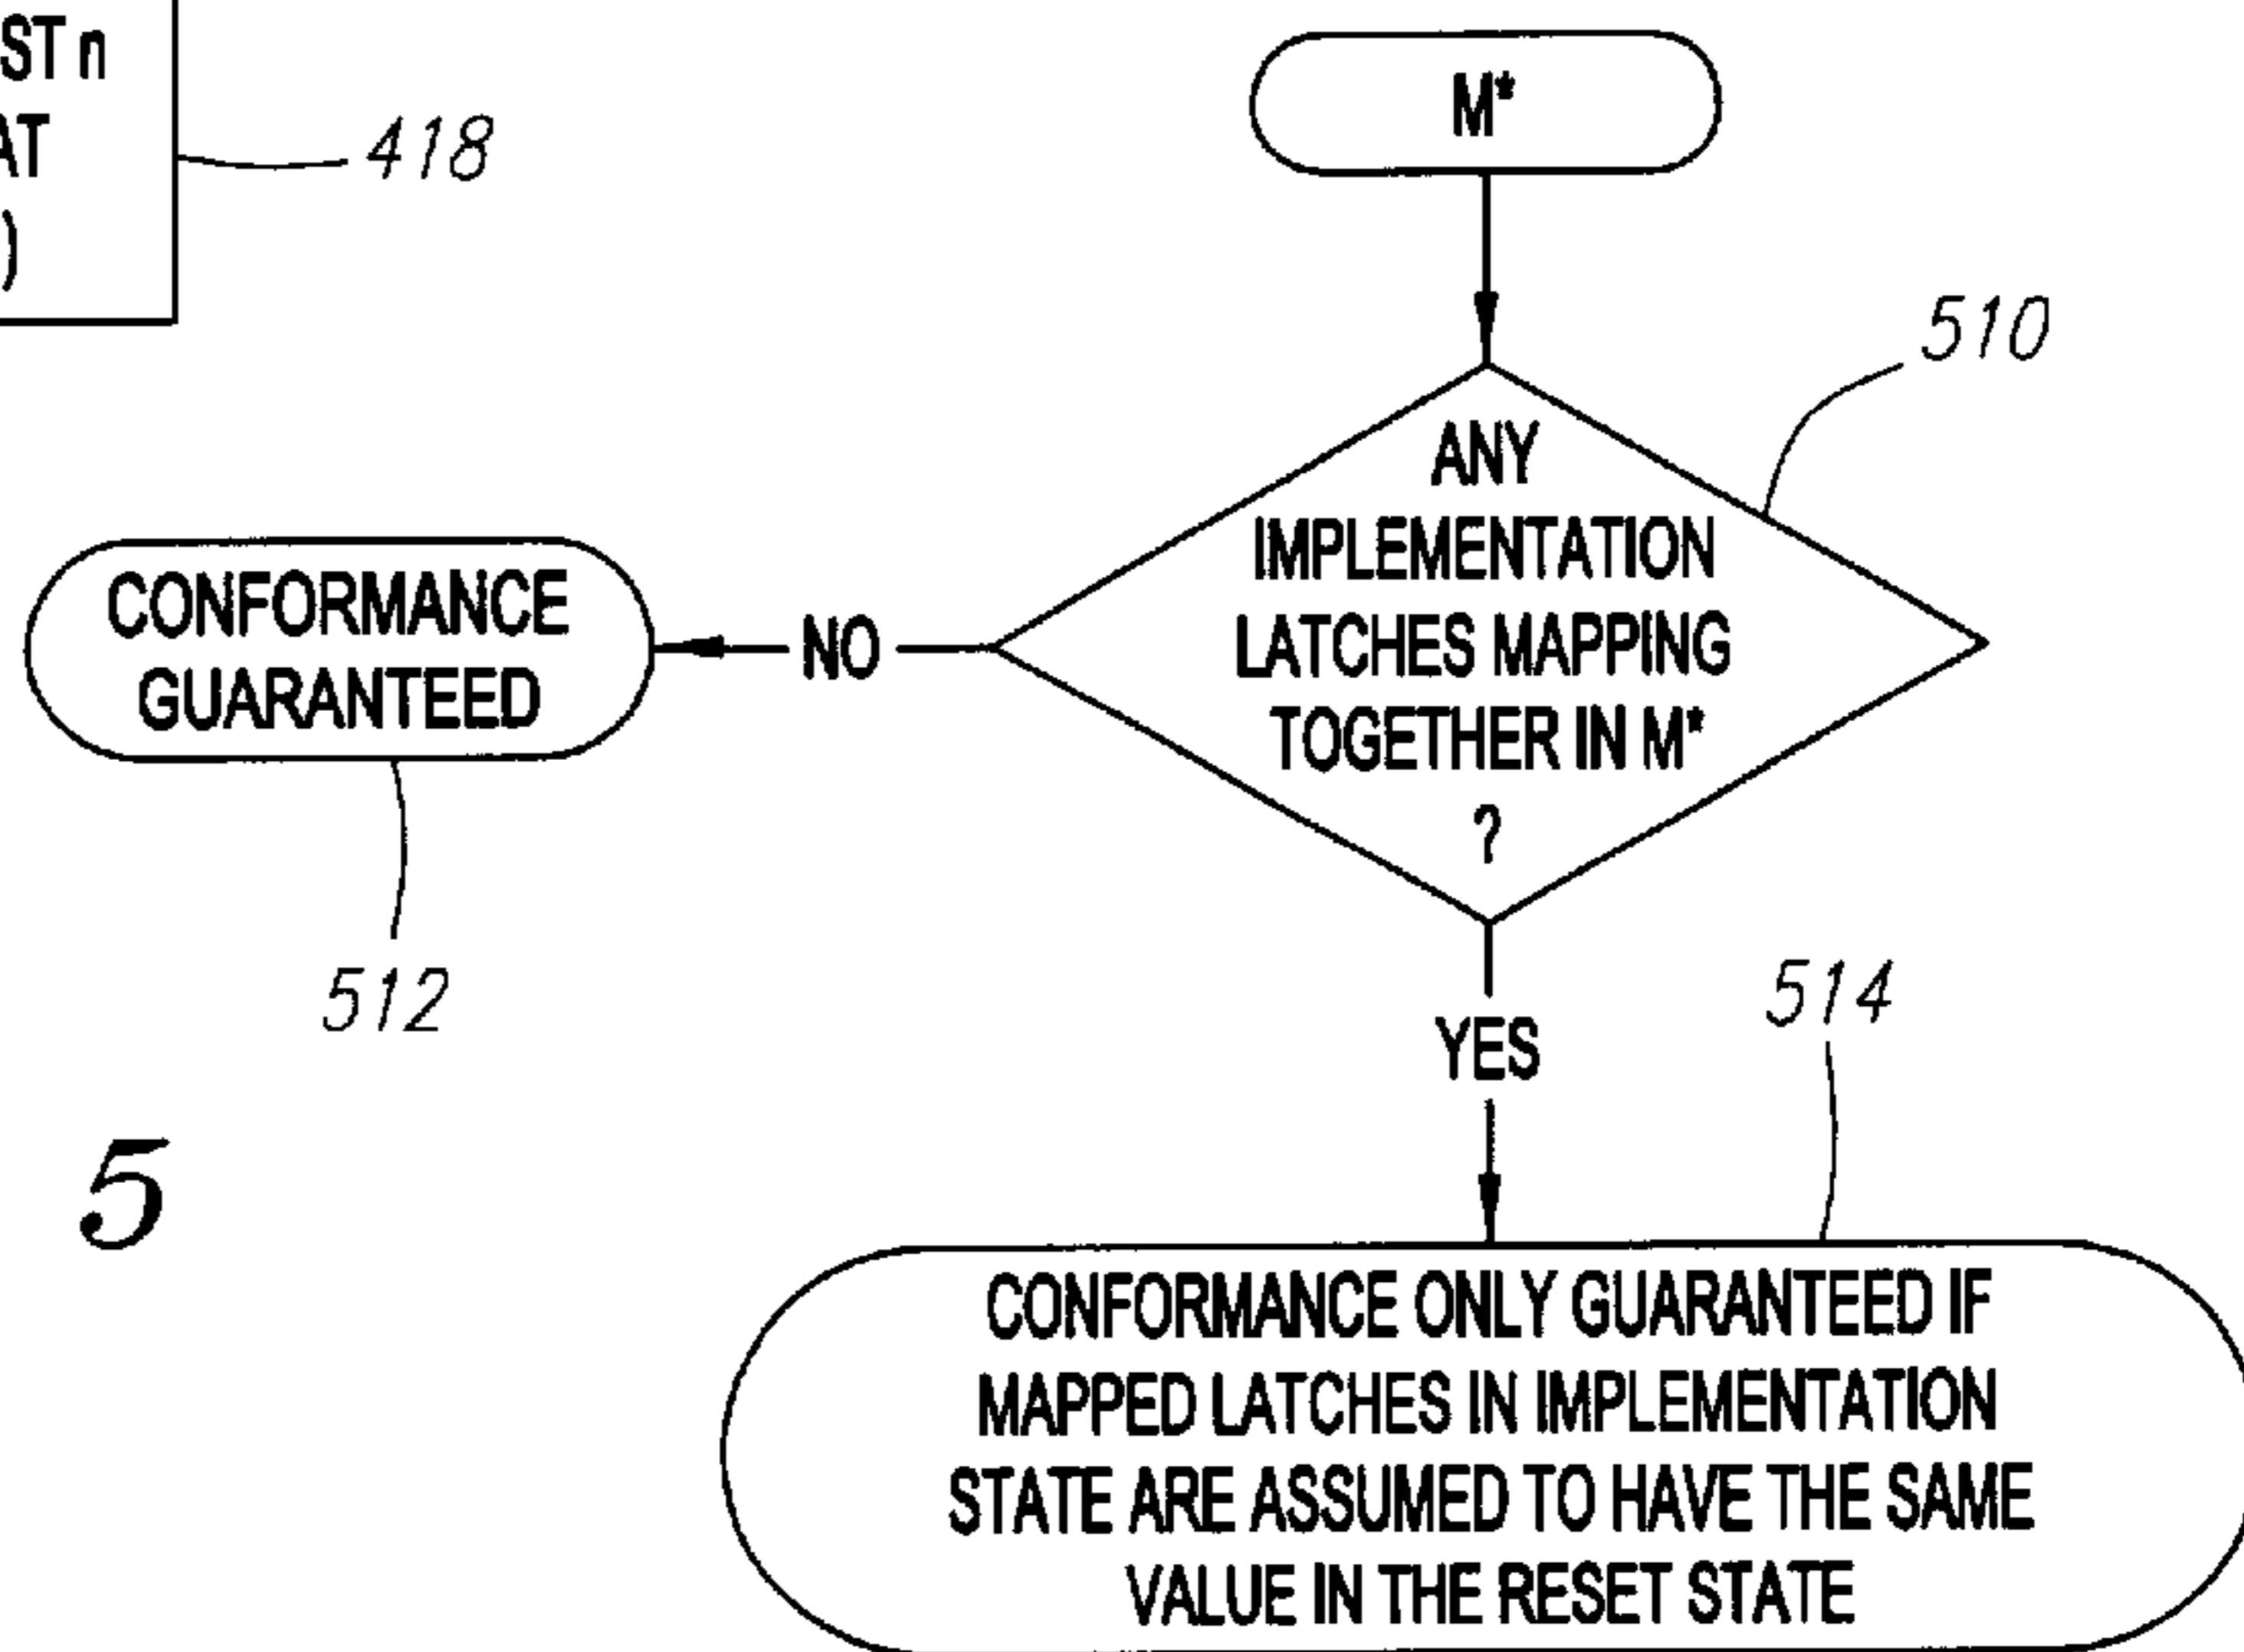 STn
AT
)
418
M*
510
ANY
IMPLEMENTATION
LATCHES MAPPING
TOGETHER IN M*
?
NO
CONFORMANCE
GUARANTEED
512
YES
514
5
CONFORMANCE ONLY GUARANTEED IF
MAPPED LATCHES IN IMPLEMENTATION
STATE ARE ASSUMED TO HAVE THE SAME
VALUE IN THE RESET STATE